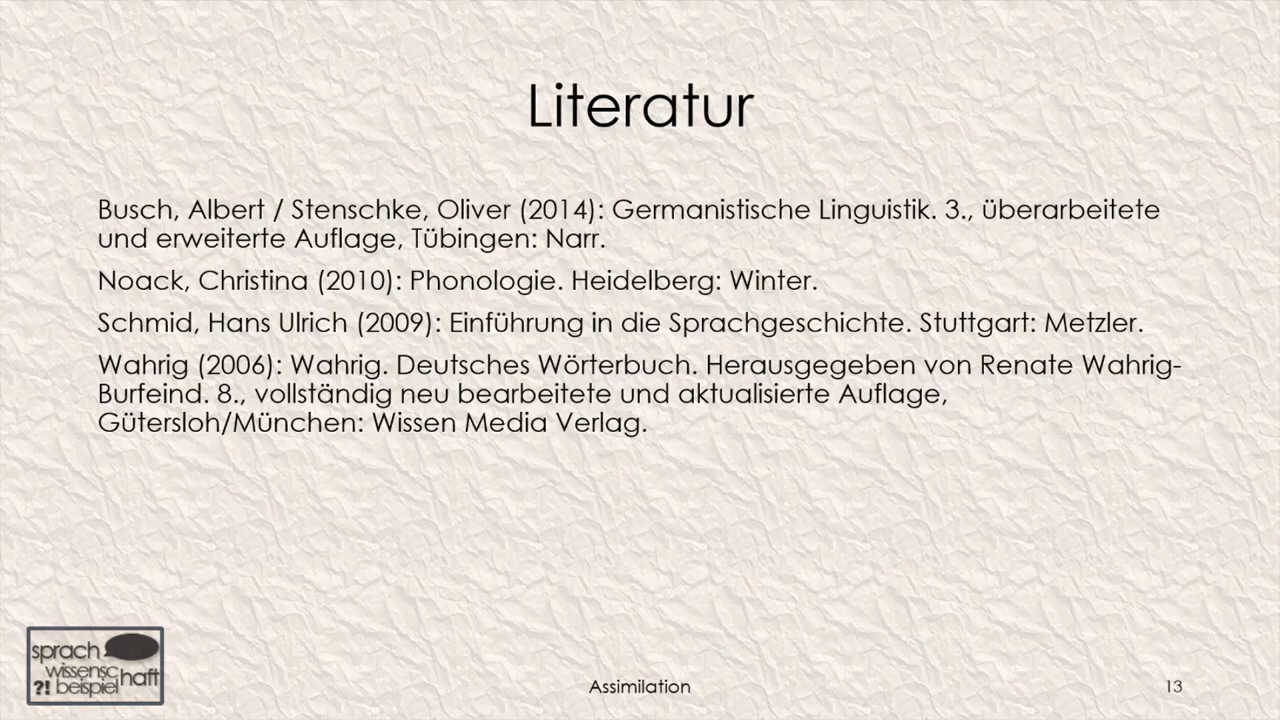 Literatur
Busch, Albert / Stenschke, Oliver (2014): Germanistische Linguistik. 3., überarbeitete
und erweiterte Auflage, Tübingen: Narr.
Noack, Christina (2010): Phonologie. Heidelberg: Winter.
Schmid, Hans Ulrich (2009): Einführung in die Sprachgeschichte. Stuttgart: Metzler.
Wahrig (2006): Wahrig. Deutsches Wörterbuch. Herausgegeben von Renate Wahrig-
Burfeind. 8., vollständig neu bearbeitete und aktualisierte Auflage,
Gütersloh/München: Wissen Media Verlag.
sprach
wissensc
haft
?! beispiel
Assimilation
13